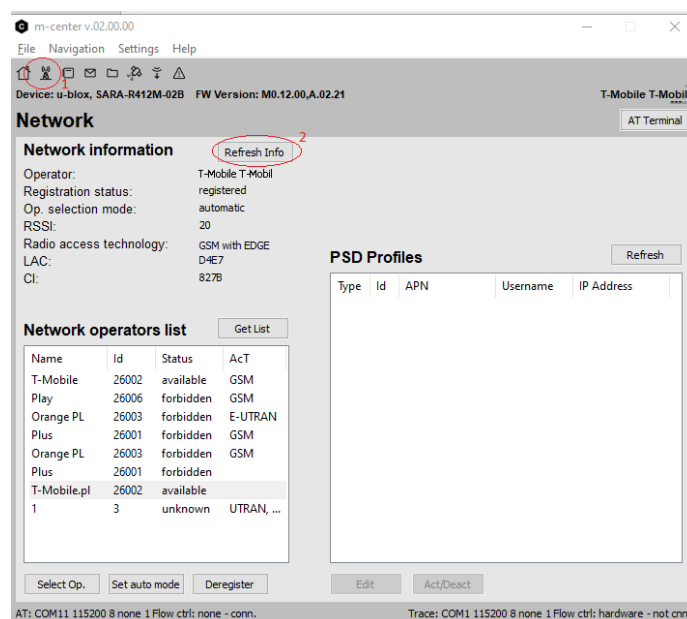 m-center v.02.00.00
File Navigation Settings Help
1
Device: u-blox, SARA-R412M-02B FW Version: M0.12.00,A.02.21 T-Mobile T-Mobil
Network AT Terminal
Network information Refresh Info 2
Operator: T-Mobile T-Mobil
Registration status: registered
Op. selection mode: automatic
RSSI: 20
Radio access technology: GSM with EDGE
LAC: D4E7
CI: 827B
PSD Profiles Refresh
Type Id APN Username IP Address
Network operators list Get List
Name Id Status AcT
T-Mobile 26002 available GSM
Play 26006 forbidden GSM
Orange PL 26003 forbidden E-UTRAN
Plus 26001 forbidden GSM
Orange PL 26003 forbidden GSM
Plus 26001 forbidden
T-Mobile.pl 26002 available
1 3 unknown UTRAN, ...
Select Op. Set auto mode Deregister Edit Act/Deact
AT: COM11 115200 8 none 1 Flow ctrl: none - conn. Trace: COM1 115200 8 none 1 Flow ctrl: hardware - not cnn